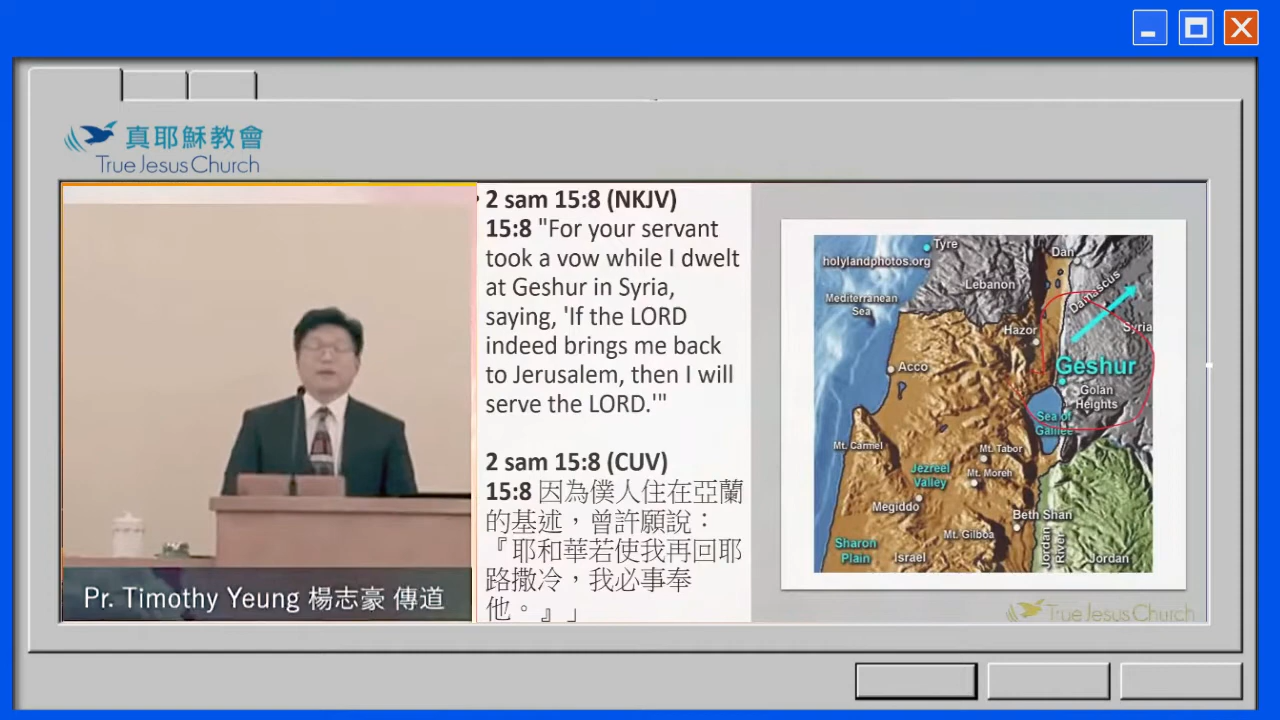 真耶穌教會
True Jesus Church
2 sam 15:8 (NKJV)
15:8 "For your servant
took a vow while I dwelt
at Geshur in Syria,
saying, 'If the LORD
indeed brings me back
to Jerusalem, then I will
serve the LORD.'"
2 sam 15:8 (CUV)
15:8 因為僕人住在亞蘭
的基述，曾許願說：
『耶和華若使我再回耶
路撒冷，我必事奉
他。』」
Pr. Timothy Yeung 楊志豪 傳道
Tyre
Dan
holylandphotos.org
Lebanon
Damascus
Mediterranean
Sea
Hazor
Syria
Geshur
Acco
Golan
Heights
Sea of
Galilee
Mt. Carmel
Mt. Tabor
Jezreel
Valley
Mt. Moreh
Megiddo
Beth Shan
Mt. Gilboa
Sharon
Plain
Israel
Jordan
River
Jordan
True Jesus Church